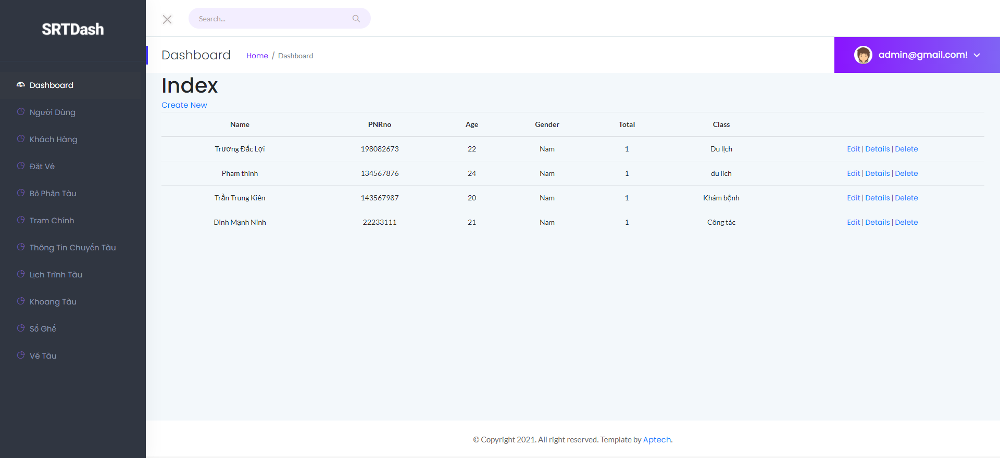 SRTDash
Search...
Dashboard
Home / Dashboard
admin@gmail.com!
Dashboard
Người Dùng
Khách Hàng
Đặt Vé
Bộ Phận Tàu
Trạm Chính
Thông Tin Chuyến Tàu
Lịch Trình Tàu
Khoang Tàu
Số Ghế
Vé Tàu
Index
Create New
Name PNRno Age Gender Total Class
Trương Đắc Lợi 198082673 22 Nam 1 Du lịch Edit | Details | Delete
Pham thinh 134567876 24 Nam 1 du lich Edit | Details | Delete
Trần Trung Kiên 143567987 20 Nam 1 Khám bệnh Edit | Details | Delete
Đinh Mạnh Ninh 22233111 21 Nam 1 Công tác Edit | Details | Delete
© Copyright 2021. All right reserved. Template by Aptech.